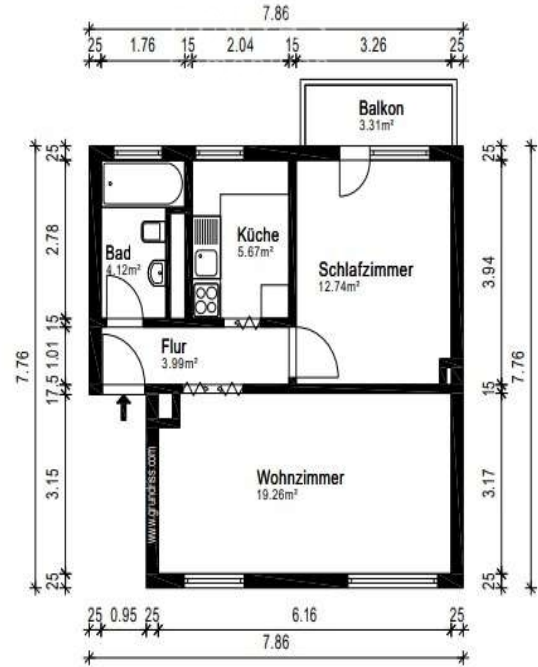 7.86
25 1.76 15 2.04 15 3.26 25
Balkon
3.31m²
25
25
2.78
3.94
Bad
4.12m²
Küche
5.67m²
Schlafzimmer
12.74m²
7.76
7.76
15
1.01
Flur
3.99m²
17.5
15
3.15
3.17
www.grundriss.com
Wohnzimmer
19.26m²
25
25
25 0.95 25 6.16 25
7.86